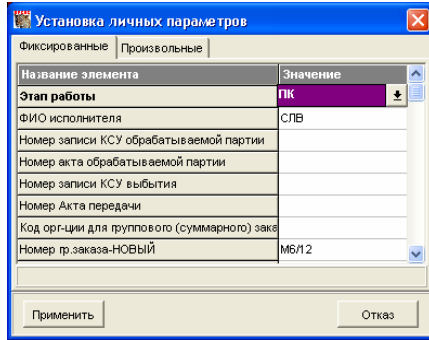 Установка личных параметров
Фиксированные Произвольные
Название элемента Значение
Этап работы ПК
ФИО исполнителя СЛВ
Номер записи КСУ обрабатываемой партии
Номер акта обрабатываемой партии
Номер записи КСУ выбытия
Номер Акта передачи
Код орг-ции для группового (суммарного) зака
Номер гр.заказа-НОВЫЙ М6/12
Применить Отказ